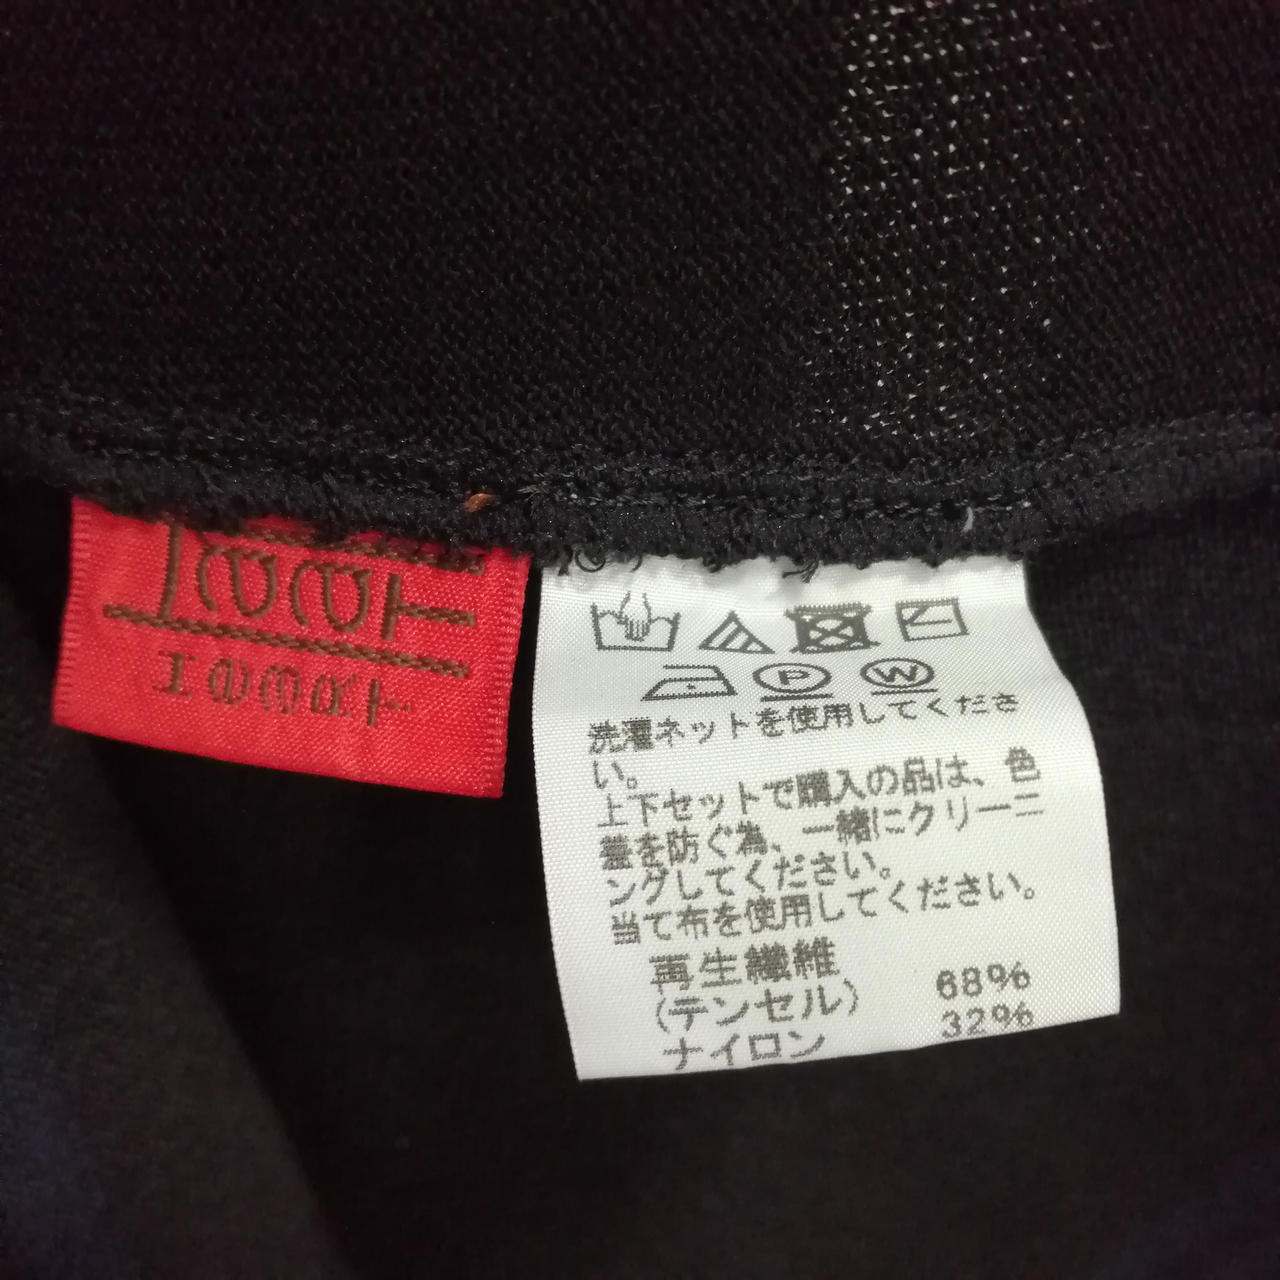 P
W
洗濯ネットを使用してくださ
い。
上下セットで購入の品は、色
差を防ぐ為、一緒にクリーニ
ングしてください。
当て布を使用してください。
再生繊維
(テンセル) 68%
ナイロン 32%